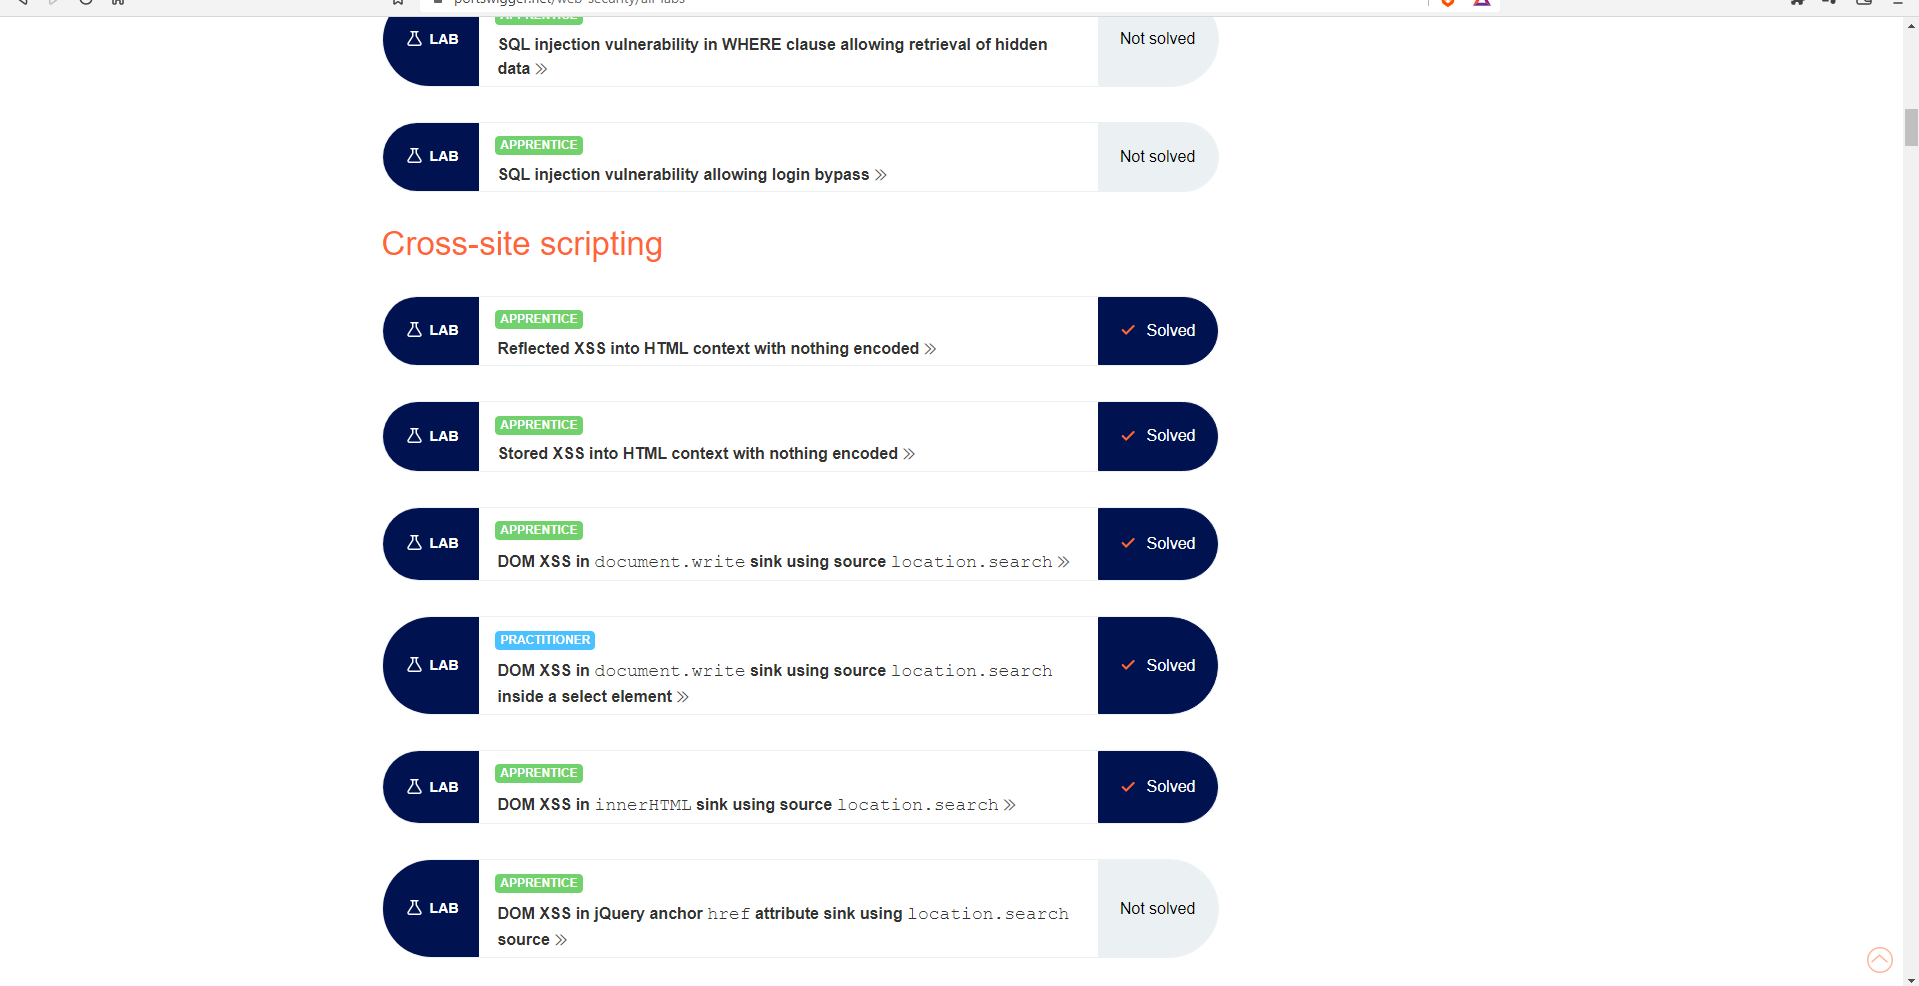 portswigger.net/web-security/all-labs
APPRENTICE
LAB
SQL injection vulnerability in WHERE clause allowing retrieval of hidden
data
Not solved
LAB
APPRENTICE
SQL injection vulnerability allowing login bypass
Not solved
Cross-site scripting
LAB
APPRENTICE
Reflected XSS into HTML context with nothing encoded
Solved
LAB
APPRENTICE
Stored XSS into HTML context with nothing encoded
Solved
LAB
APPRENTICE
DOM XSS in document.write sink using source location.search
Solved
LAB
PRACTITIONER
DOM XSS in document.write sink using source location.search
inside a select element
Solved
LAB
APPRENTICE
DOM XSS in innerHTML sink using source location.search
Solved
LAB
APPRENTICE
DOM XSS in jQuery anchor href attribute sink using location.search
source
Not solved